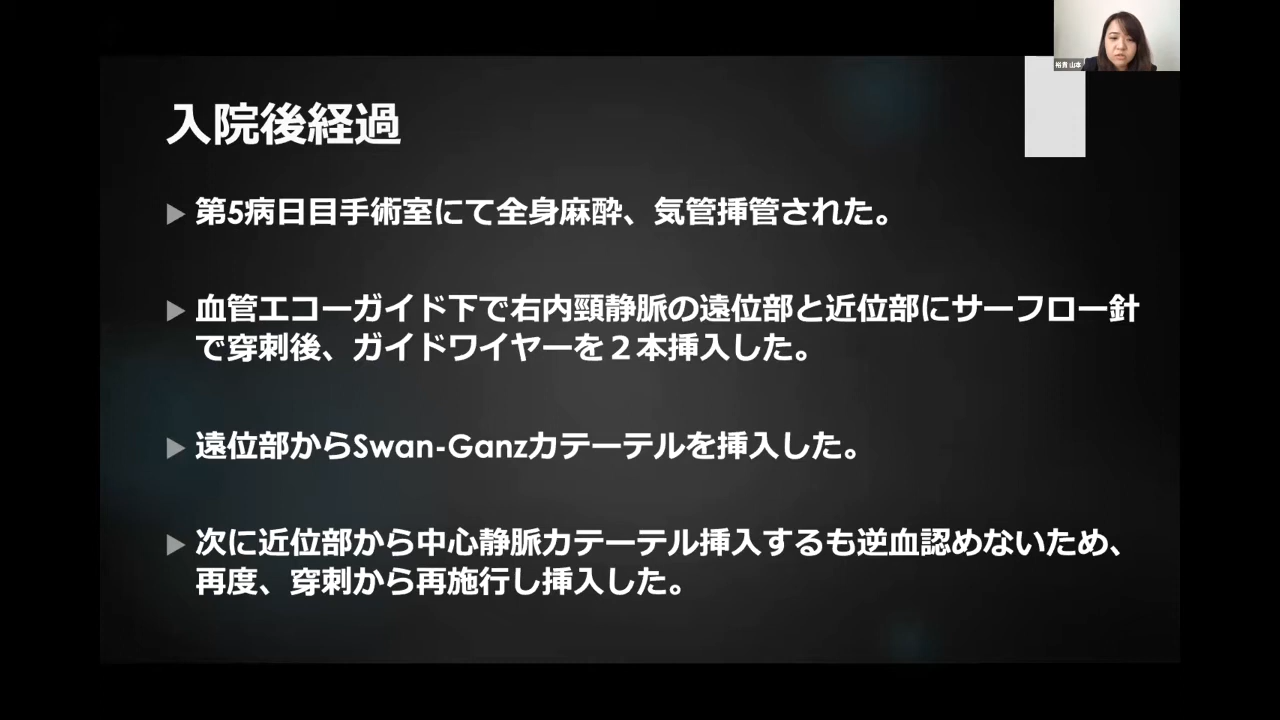 裕貴 山本
入院後経過
第5病日目手術室にて全身麻酔、気管挿管された。
血管エコーガイド下で右内頸静脈の遠位部と近位部にサーフロー針
で穿刺後、ガイドワイヤーを２本挿入した。
遠位部からSwan-Ganzカテーテルを挿入した。
次に近位部から中心静脈カテーテル挿入するも逆血認めないため、
再度、穿刺から再施行し挿入した。